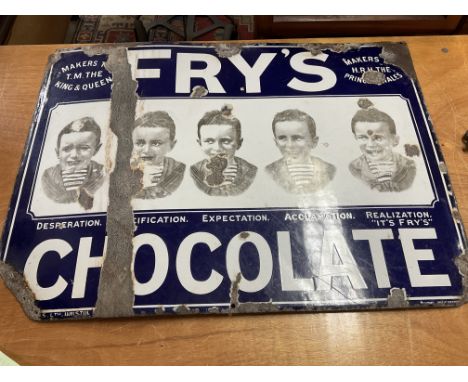 MAKERS
T.M. THE
KING & QUEEN
FRY'S
MAKERS
H.R.H. THE
DESPERATION.
EXPECTATION.
REALIZATION.
"IT'S FRY'S"
CHOCOLATE